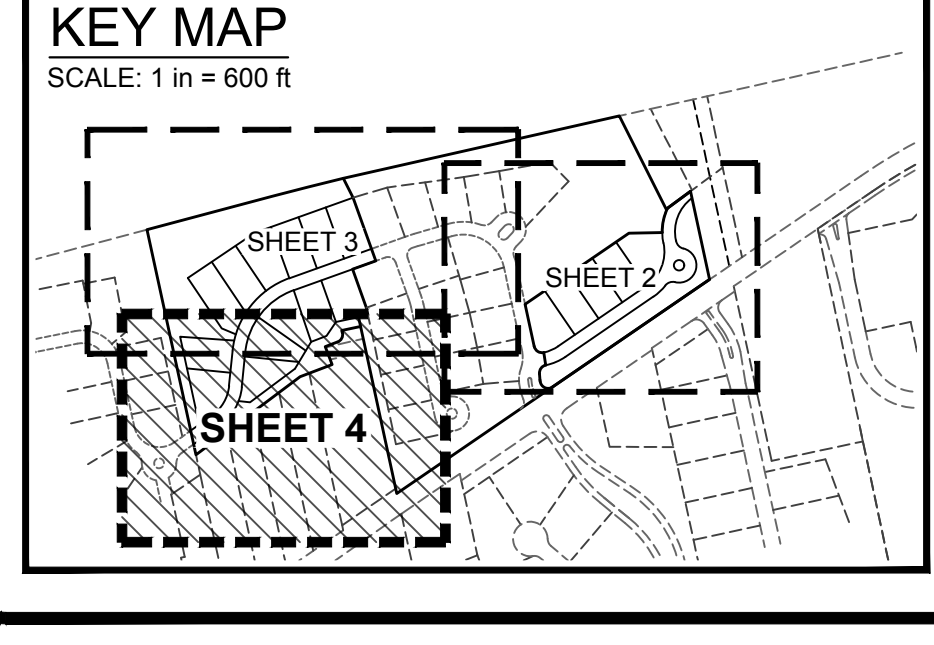 KEY MAP
SCALE: 1 in = 600 ft
SHEET 3
SHEET 2
SHEET 4